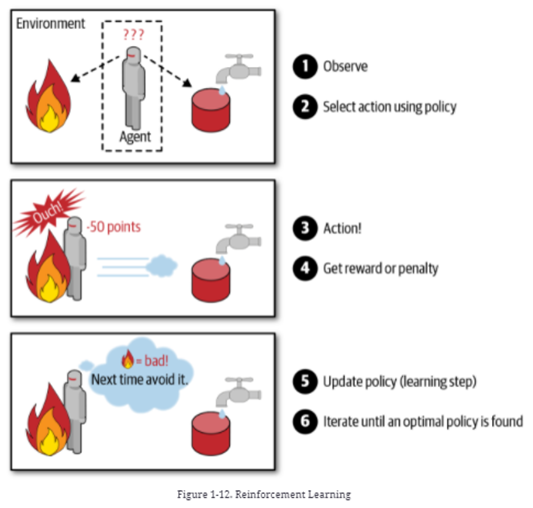 Environment
???
Agent
1 Observe
2 Select action using policy
Ouch!
-50 points
3 Action!
4 Get reward or penalty
= bad!
Next time avoid it.
5 Update policy (learning step)
6 Iterate until an optimal policy is found
Figure 1-12. Reinforcement Learning